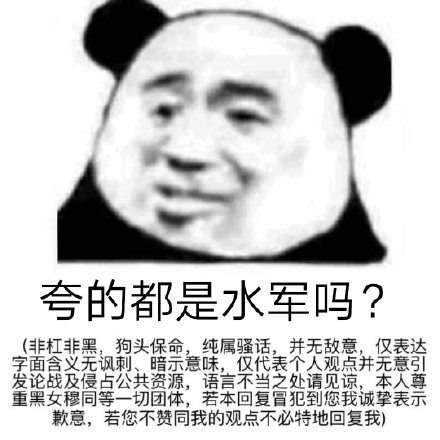 夸的都是水军吗？
（非杠非黑，狗头保命，纯属骚话，并无敌意，仅表达
字面含义无讽刺、暗示意味，仅代表个人观点并无意引
发论战及侵占公共资源，语言不当之处请见谅，本人尊
重黑女穆同等一切团体，若本回复冒犯到您我诚挚表示
歉意，若您不赞同我的观点不必特地回复我)